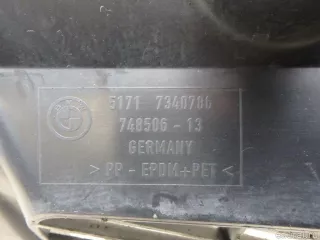 5171 7340786
748506 - 13
GERMANY
> PP - EPDM+PET <